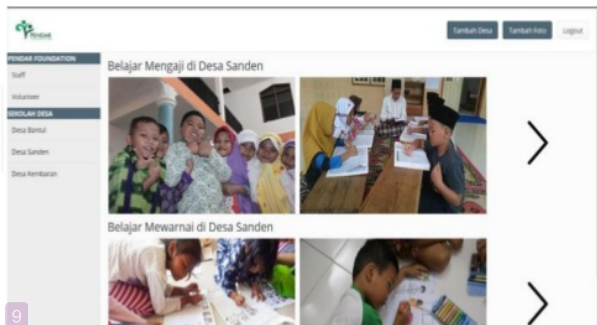 PENDAR
Tambah Desa
Tambah Foto
Logout
PENDAR FOUNDATION
Staff
Volunteer
SEKOLAH DESA
Desa Bantul
Desa Sanden
Desa Kembaran
Belajar Mengaji di Desa Sanden
Belajar Mewarnai di Desa Sanden
9